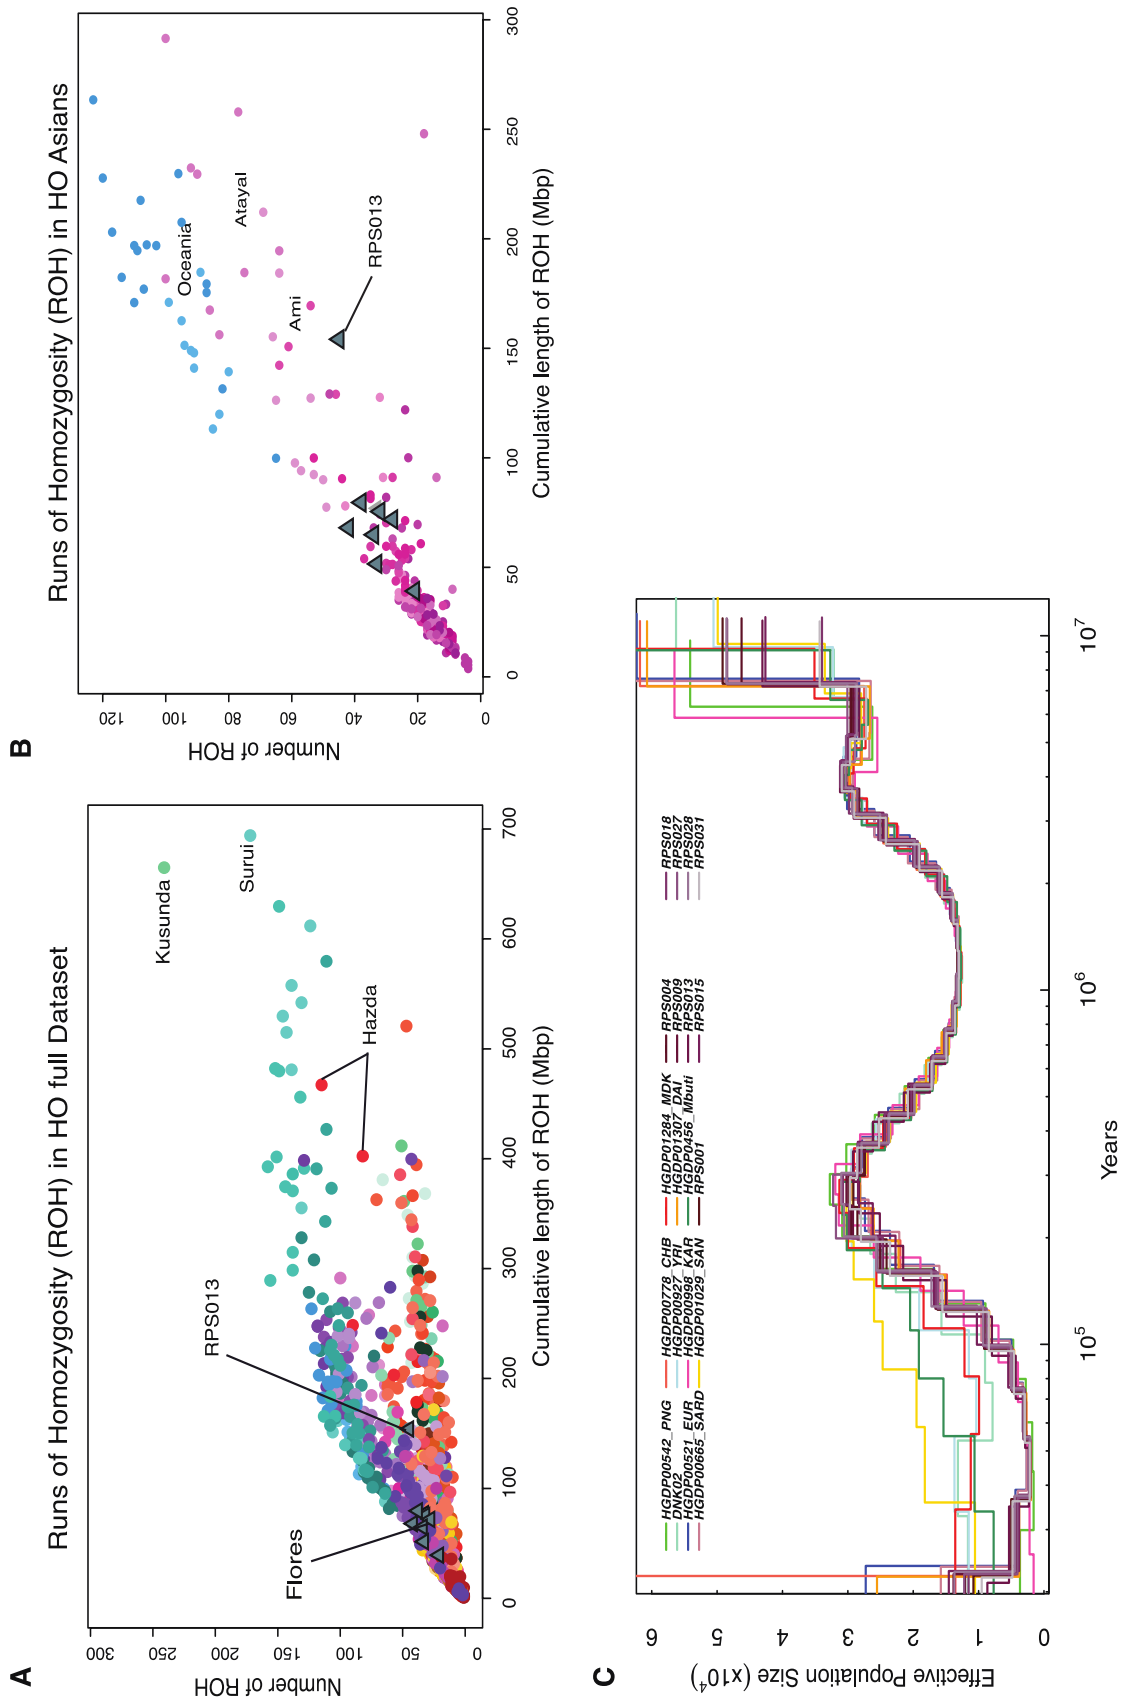 A
Runs of Homozygosity (ROH) in HO full Dataset
Number of ROH
300
250
200
150
100
50
0
Kusunda
Surui
Hazda
RPS013
Flores
0
100
200
300
400
500
600
700
Cumulative length of ROH (Mbp)
B
Runs of Homozygosity (ROH) in HO Asians
Number of ROH
120
100
80
60
40
20
0
Oceania
Atayal
Ami
RPS013
0
50
100
150
200
250
300
Cumulative length of ROH (Mbp)
C
Effective Population Size (x10⁴)
6
5
4
3
2
1
0
HGDP00542_PNG
DNK02
HGDP00521_EUR
HGDP00665_SARD
HGDP00778_CHB
HGDP00927_YRI
HGDP00998_KAR
HGDP01029_SAN
HGDP01284_MDK
HGDP01307_DAI
HGDP0456_Mbuti
RPS001
RPS004
RPS009
RPS013
RPS015
RPS018
RPS027
RPS028
RPS031
10⁵
10⁶
10⁷
Years